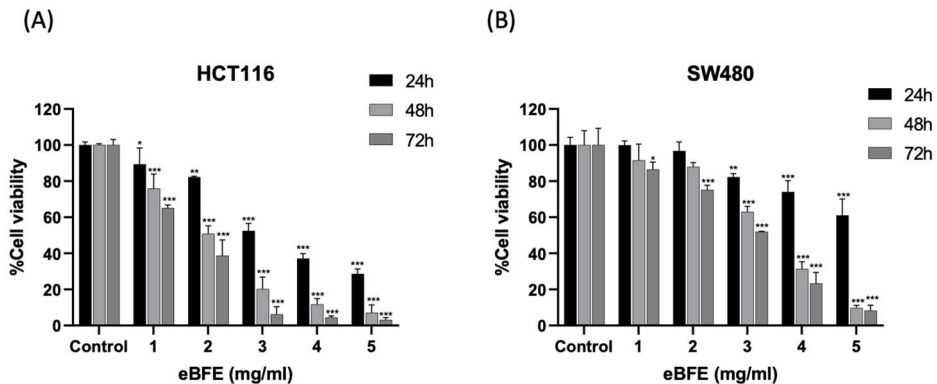 (A)
HCT116
24h
48h
72h
%Cell viability
120
100
80
60
40
20
0
*
***
***
**
***
***
***
***
***
***
***
***
***
***
***
Control 1 2 3 4 5
eBFE (mg/ml)
(B)
SW480
24h
48h
72h
%Cell viability
120
100
80
60
40
20
0
*
***
**
***
***
***
***
***
***
***
***
Control 1 2 3 4 5
eBFE (mg/ml)